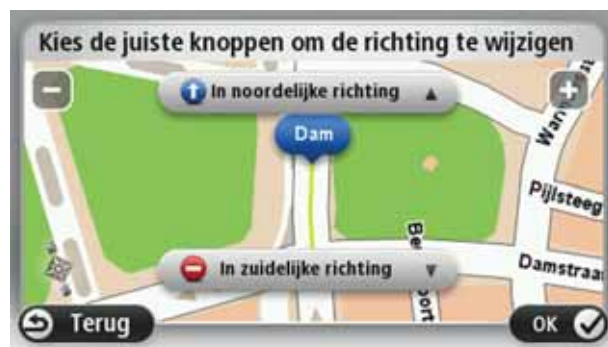 Kies de juiste knoppen om de richting te wijzigen
In noordelijke richting
Dam
Pijlsteeg
In zuidelijke richting
Damstraa
Terug
OK